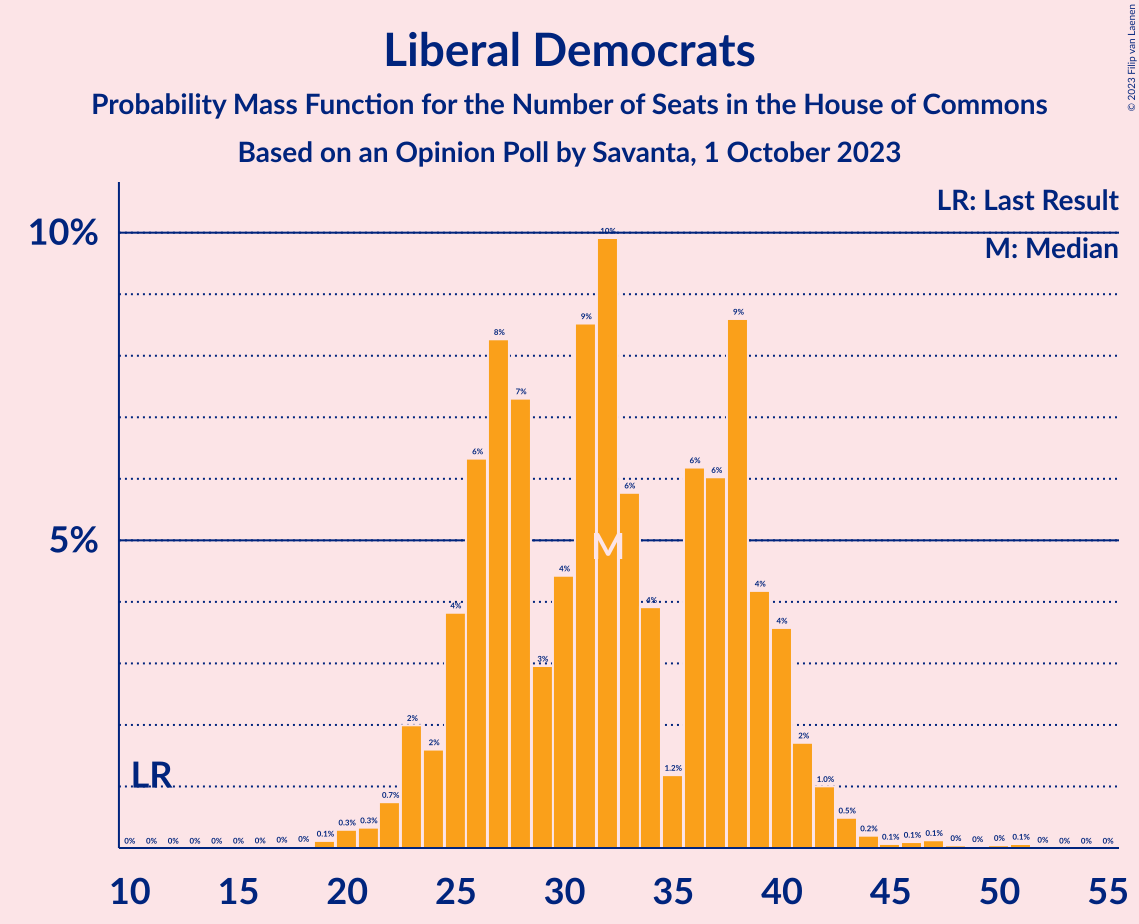 Liberal Democrats
Probability Mass Function for the Number of Seats in the House of Commons
Based on an Opinion Poll by Savanta, 1 October 2023
© 2023 Filip van Laenen
LR: Last Result
M: Median
10%
5%
LR
M
0% 0% 0% 0% 0% 0% 0% 0% 0% 0.1% 0.3% 0.3% 0.7% 2% 2% 4% 6% 8% 7% 3% 4% 9% 10% 6% 4% 1.2% 6% 6% 9% 4% 4% 2% 1.0% 0.5% 0.2% 0.1% 0.1% 0.1% 0% 0% 0% 0.1% 0% 0% 0% 0%
10 15 20 25 30 35 40 45 50 55